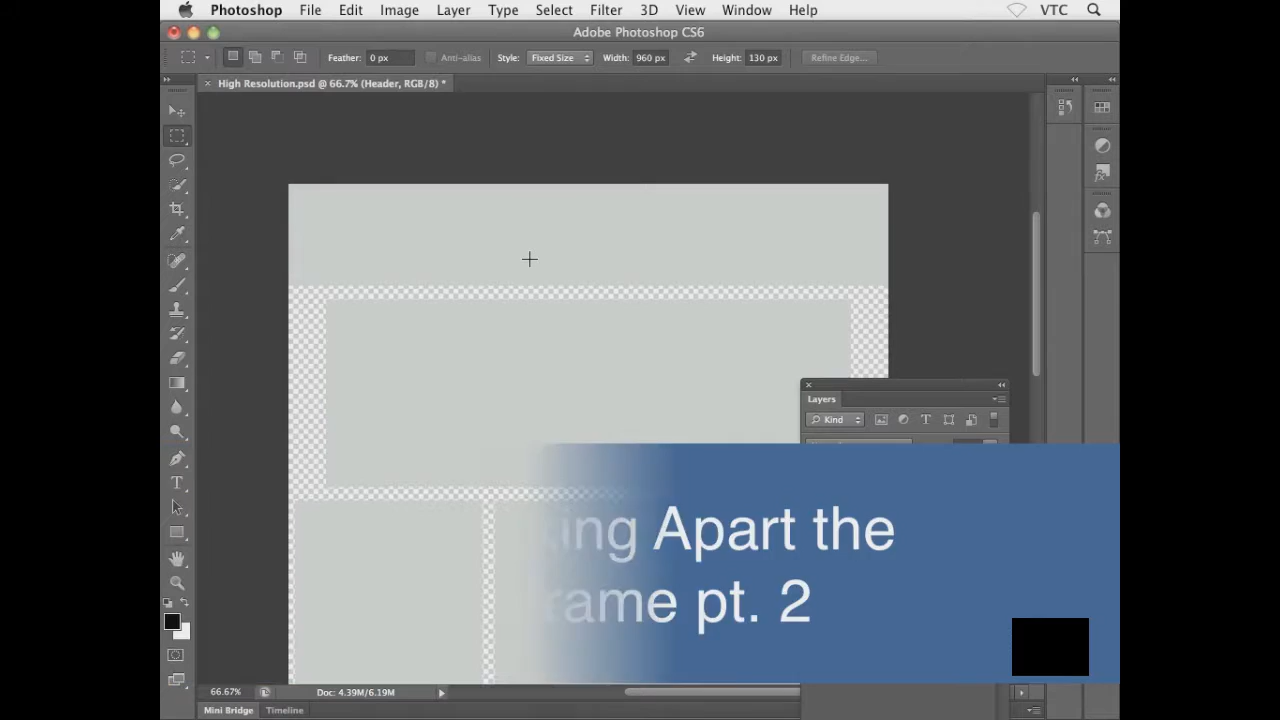 Photoshop File Edit Image Layer Type Select Filter 3D View Window Help VTC
Adobe Photoshop CS6
Feather: 0 px Anti-alias Style: Fixed Size Width: 960 px Height: 130 px Refine Edge...
High Resolution.psd @ 66.7% (Header, RGB/8) *
Layers
Kind
Apart the
pt. 2
66.67% Doc: 4.39M/6.19M
Mini Bridge Timeline